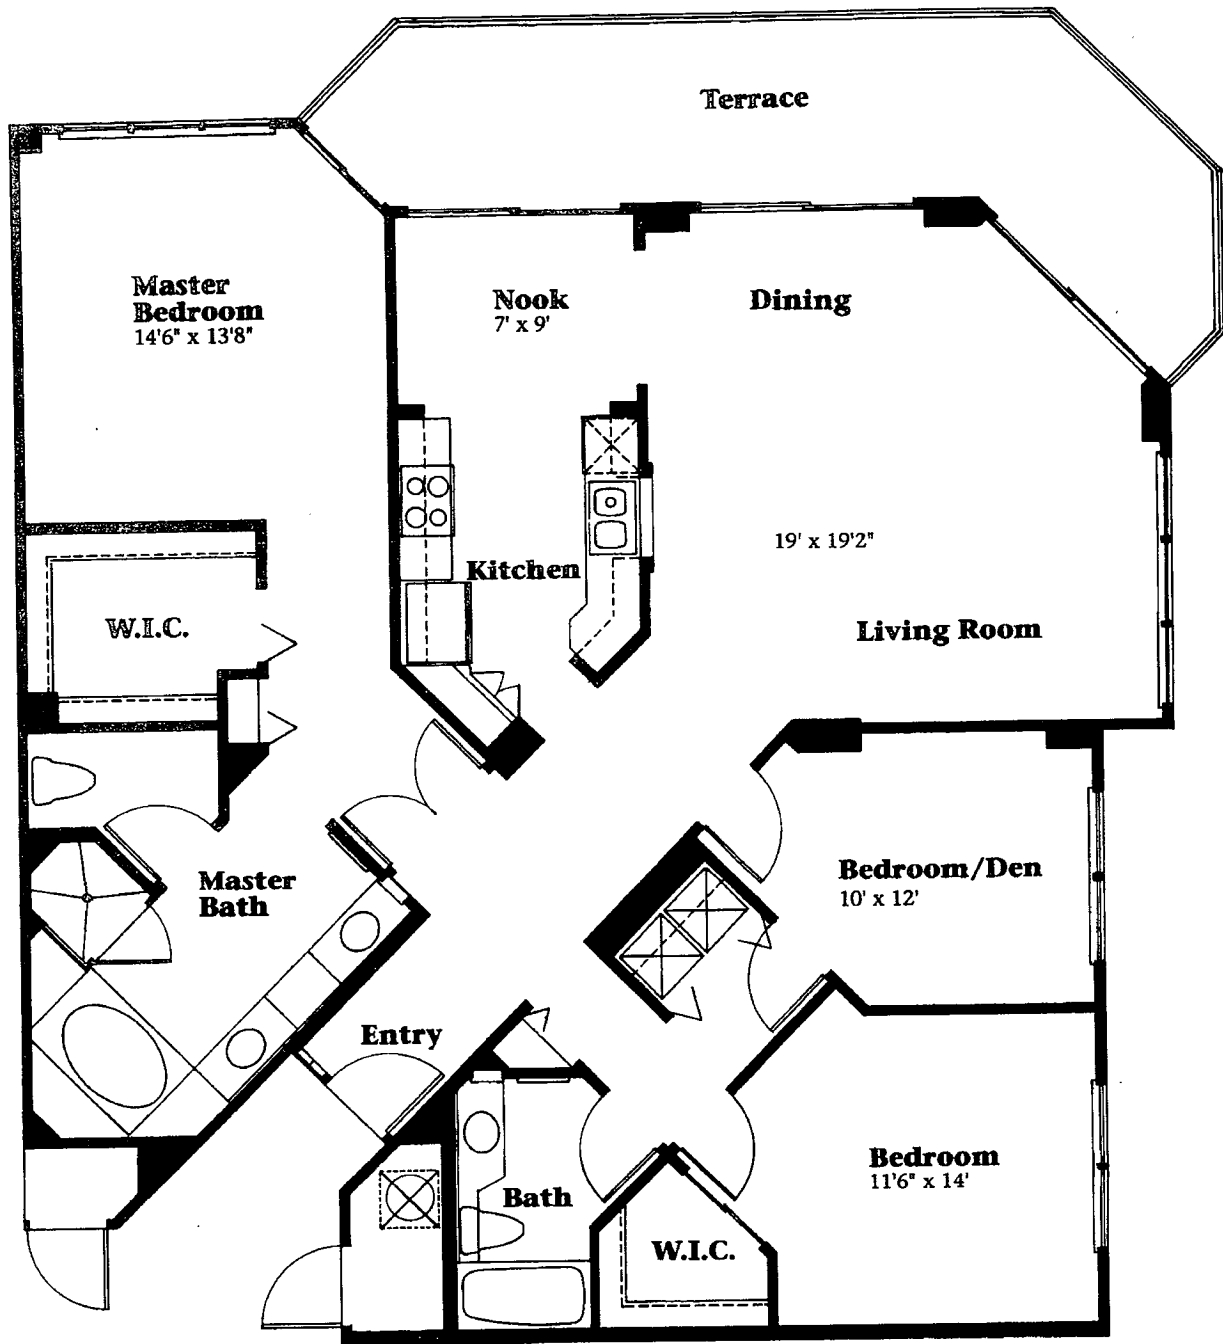 Terrace
Master
Bedroom
14'6" x 13'8"
Nook
7' x 9'
Dining
19' x 19'2"
Kitchen
Living Room
W.I.C.
Master
Bath
Bedroom/Den
10' x 12'
Entry
Bedroom
11'6" x 14'
Bath
W.I.C.